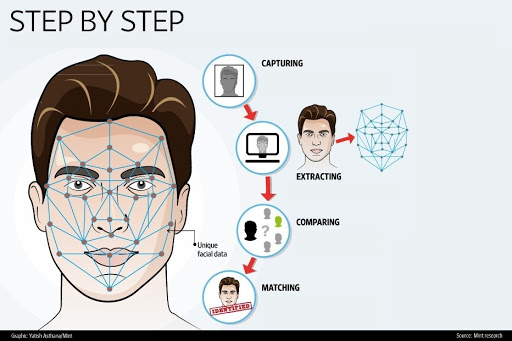 STEP BY STEP
CAPTURING
EXTRACTING
COMPARING
Unique
facial data
MATCHING
IDENTIFIED
Graphic: Yatish Asthana/Mint
Source: Mint research